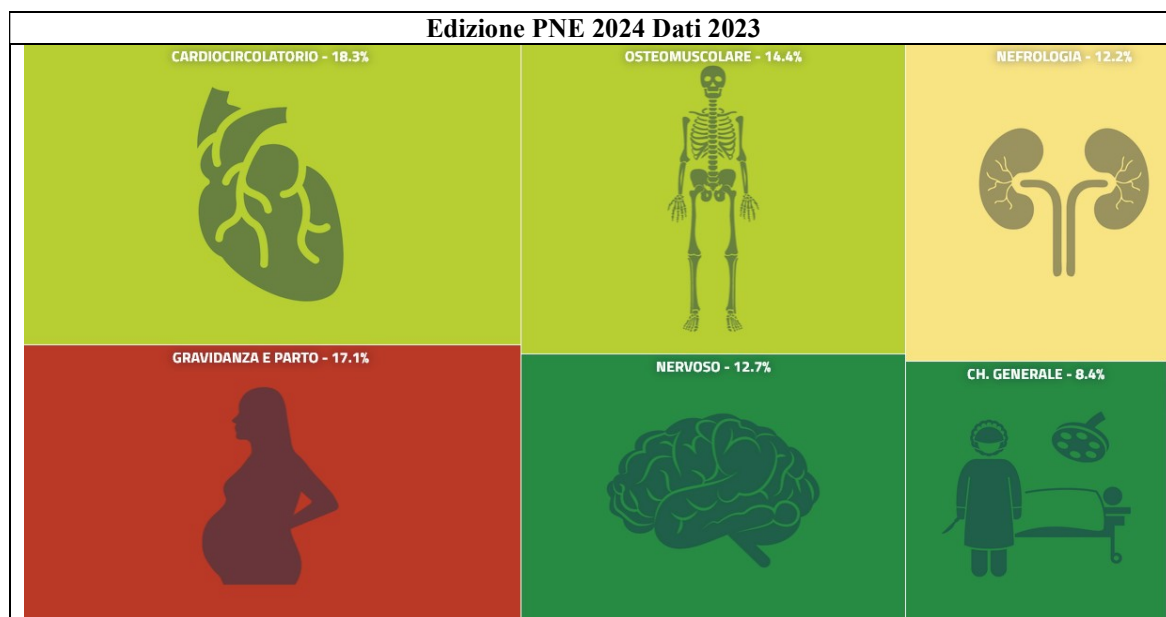 Edizione PNE 2024 Dati 2023
CARDIOCIRCOLATORIO - 18.3%
OSTEOMUSCOLARE - 14.4%
NEFROLOGIA - 12.2%
GRAVIDANZA E PARTO - 17.1%
NERVOSO - 12.7%
CH. GENERALE - 8.4%